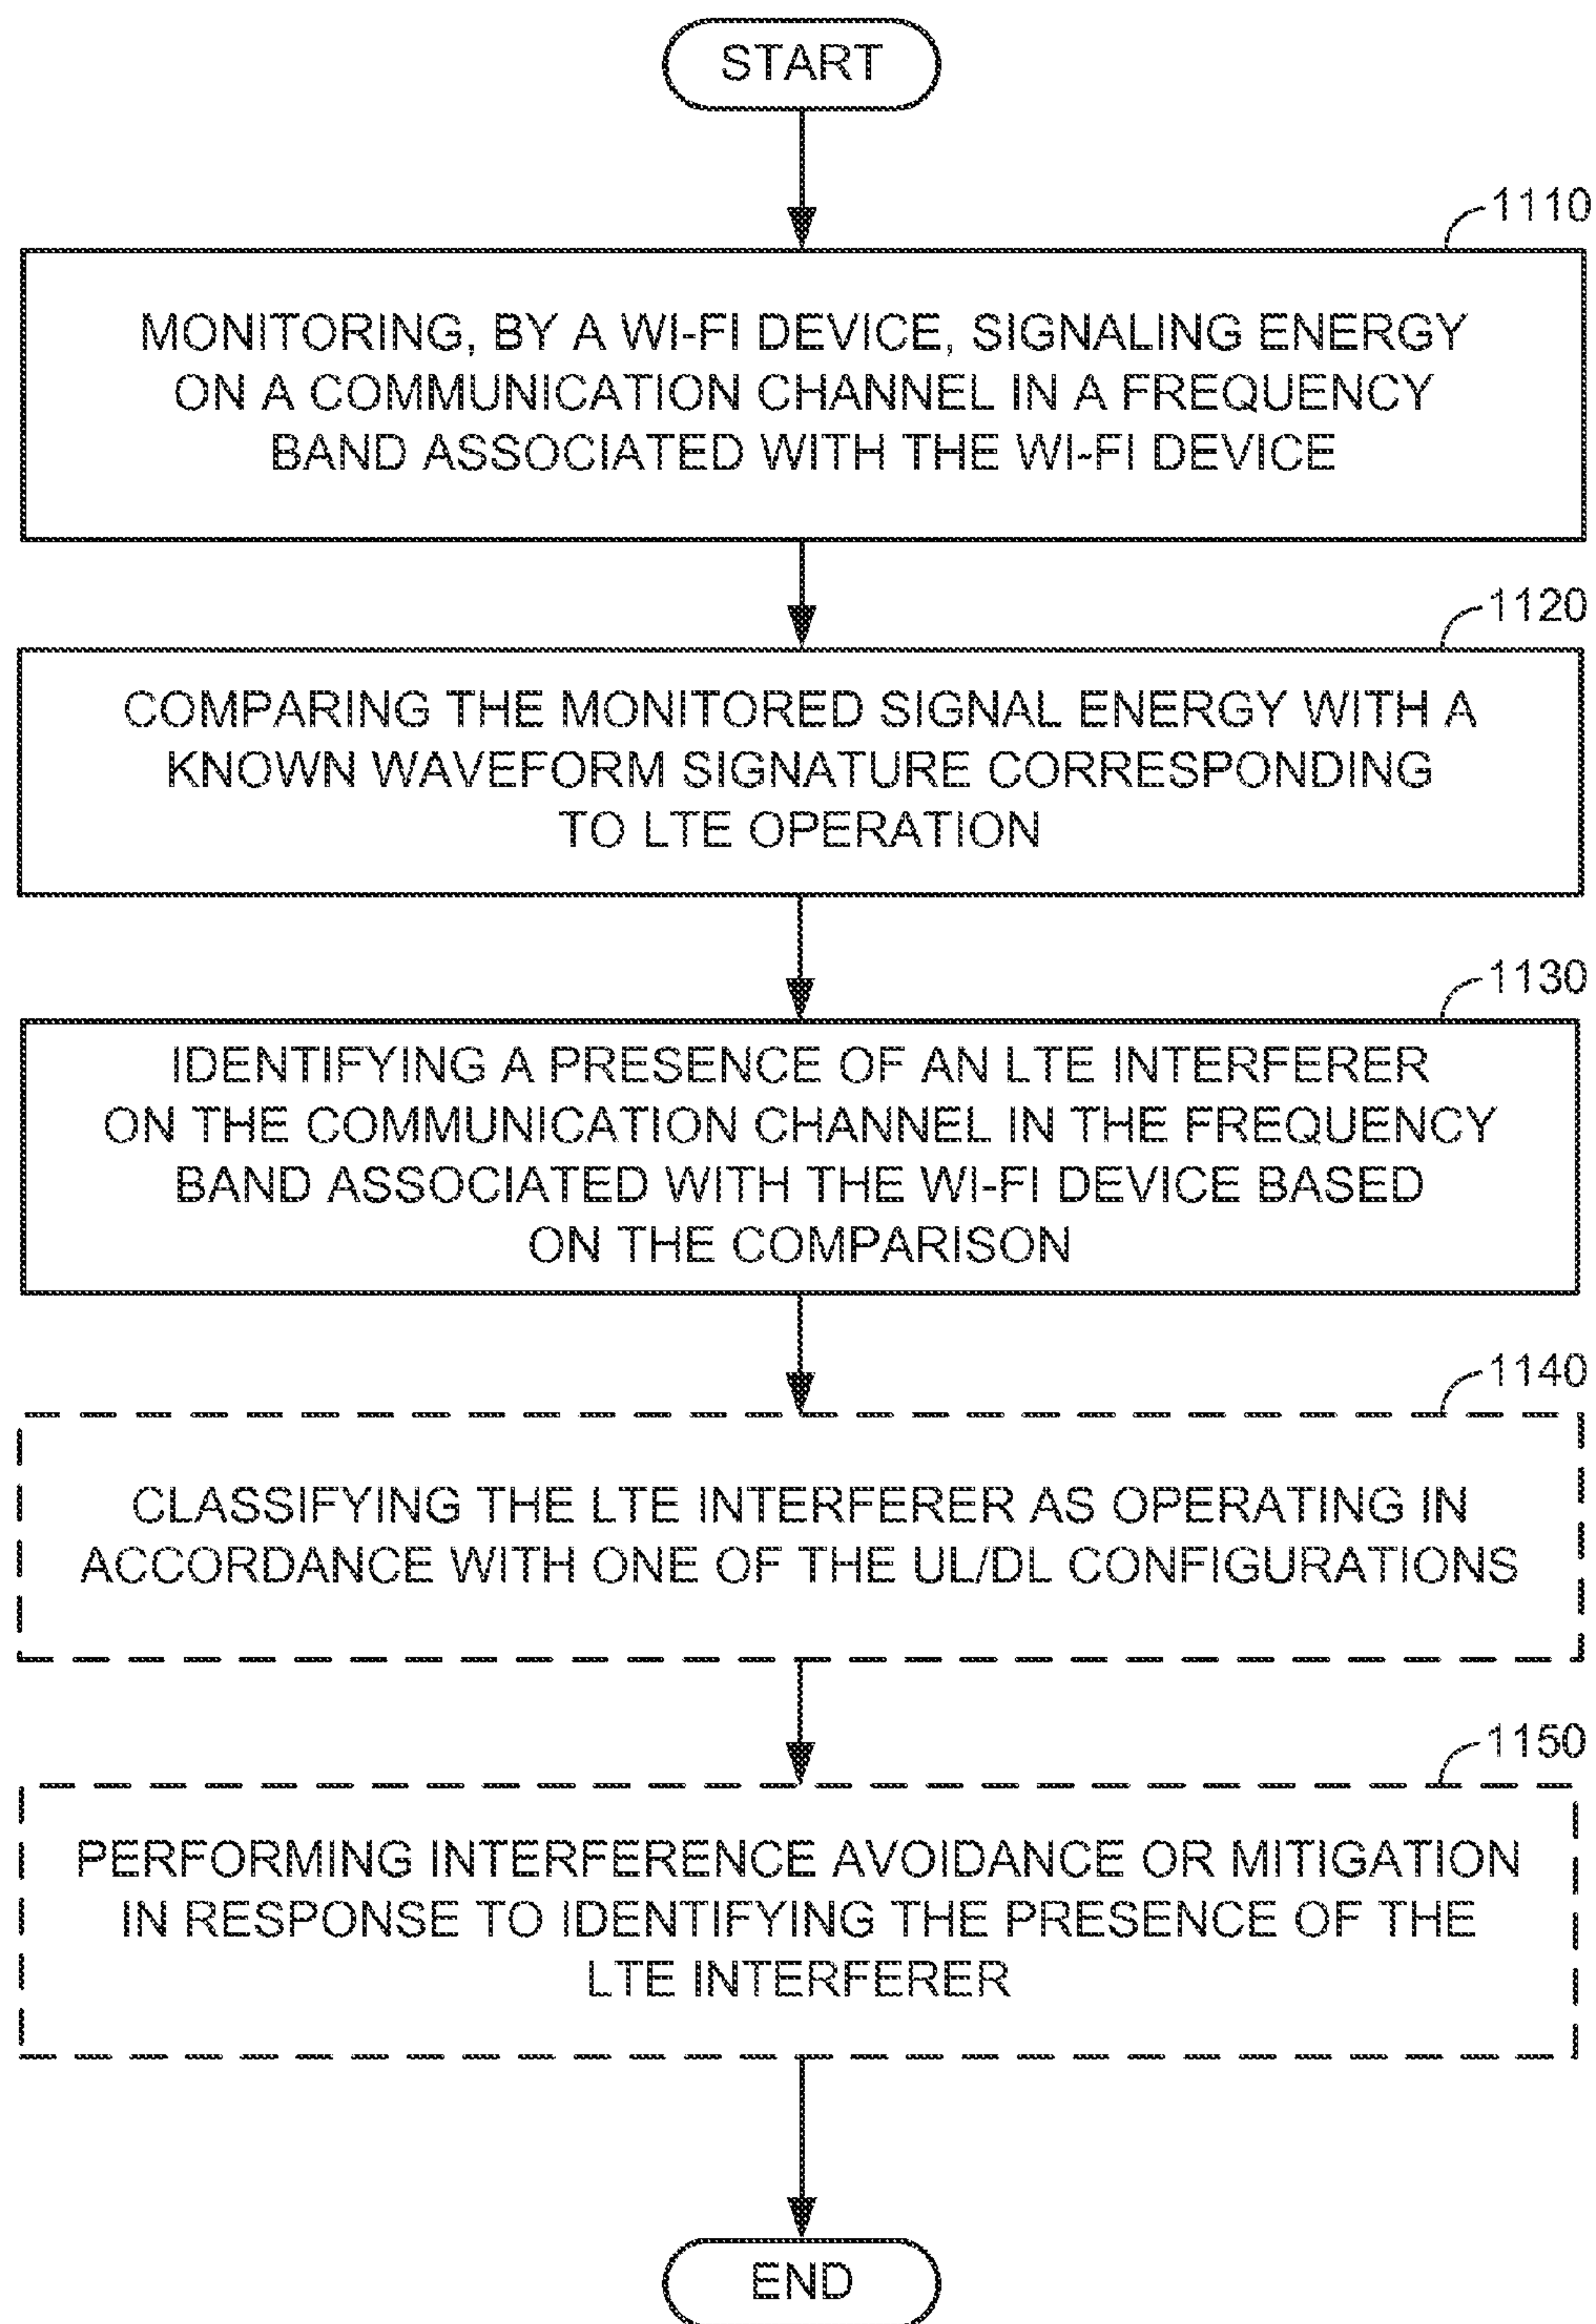 START
1110
MONITORING, BY A WI-FI DEVICE, SIGNALING ENERGY
ON A COMMUNICATION CHANNEL IN A FREQUENCY
BAND ASSOCIATED WITH THE WI-FI DEVICE
1120
COMPARING THE MONITORED SIGNAL ENERGY WITH A
KNOWN WAVEFORM SIGNATURE CORRESPONDING
TO LTE OPERATION
1130
IDENTIFYING A PRESENCE OF AN LTE INTERFERER
ON THE COMMUNICATION CHANNEL IN THE FREQUENCY
BAND ASSOCIATED WITH THE WI-FI DEVICE BASED
ON THE COMPARISON
1140
CLASSIFYING THE LTE INTERFERER AS OPERATING IN
ACCORDANCE WITH ONE OF THE UL/DL CONFIGURATIONS
1150
PERFORMING INTERFERENCE AVOIDANCE OR MITIGATION
IN RESPONSE TO IDENTIFYING THE PRESENCE OF THE
LTE INTERFERER
END